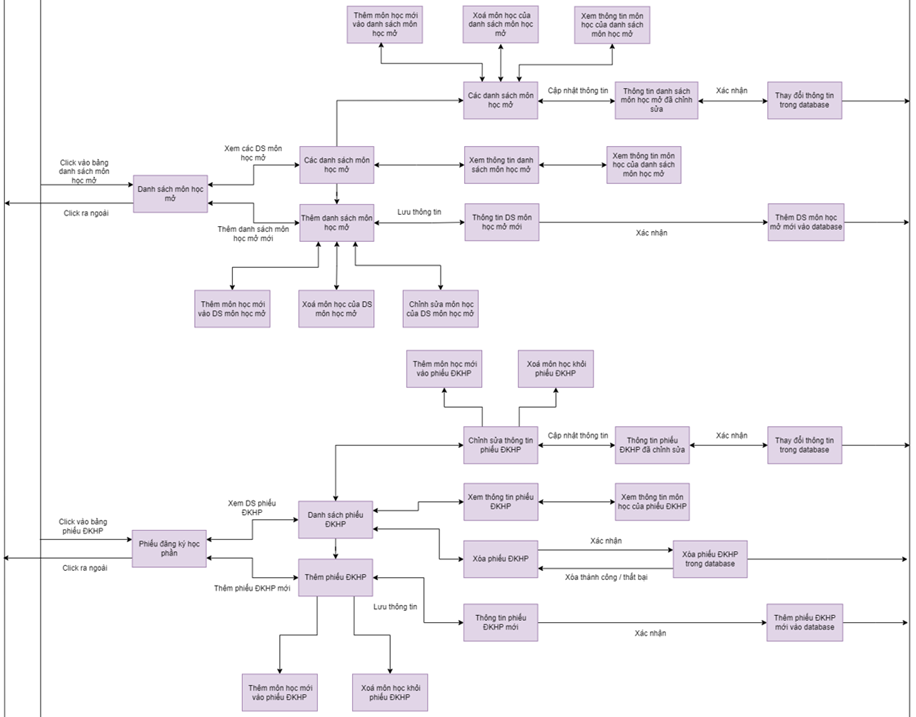 Thêm môn học mới
vào danh sách môn
học mở
Xoá môn học của
danh sách môn học
mở
Xem thông tin môn
học của danh sách
môn học mở
Các danh sách môn
học mở
Cập nhật thông tin
Thông tin danh sách
môn học mở đã chỉnh
sửa
Xác nhận
Thay đổi thông tin
trong database
Click vào bảng
danh sách môn
học mở
Click ra ngoài
Danh sách môn học
mở
Xem các DS môn
học mở
Các danh sách môn
học mở
Xem thông tin danh
sách môn học mở
Xem thông tin môn
học của danh sách
môn học mở
Thêm danh sách môn
học mở mới
Thêm danh sách môn
học mở
Lưu thông tin
Thông tin DS môn
học mở mới
Xác nhận
Thêm DS môn học
mở mới vào database
Thêm môn học mới
vào DS môn học mở
Xoá môn học của DS
môn học mở
Chỉnh sửa môn học
của DS môn học mở
Thêm môn học mới
vào phiếu ĐKHP
Xoá môn học khỏi
phiếu ĐKHP
Chỉnh sửa thông tin
phiếu ĐKHP
Cập nhật thông tin
Thông tin phiếu
ĐKHP đã chỉnh sửa
Xác nhận
Thay đổi thông tin
trong database
Click vào bảng
phiếu ĐKHP
Click ra ngoài
Phiếu đăng ký học
phần
Xem DS phiếu
ĐKHP
Danh sách phiếu
ĐKHP
Xem thông tin phiếu
ĐKHP
Xem thông tin môn
học của phiếu ĐKHP
Xóa phiếu ĐKHP
Xác nhận
Xóa thành công / thất bại
Xóa phiếu ĐKHP
trong database
Thêm phiếu ĐKHP mới
Thêm phiếu ĐKHP
Lưu thông tin
Thông tin phiếu
ĐKHP mới
Xác nhận
Thêm phiếu ĐKHP
mới vào database
Thêm môn học mới
vào phiếu ĐKHP
Xoá môn học khỏi
phiếu ĐKHP